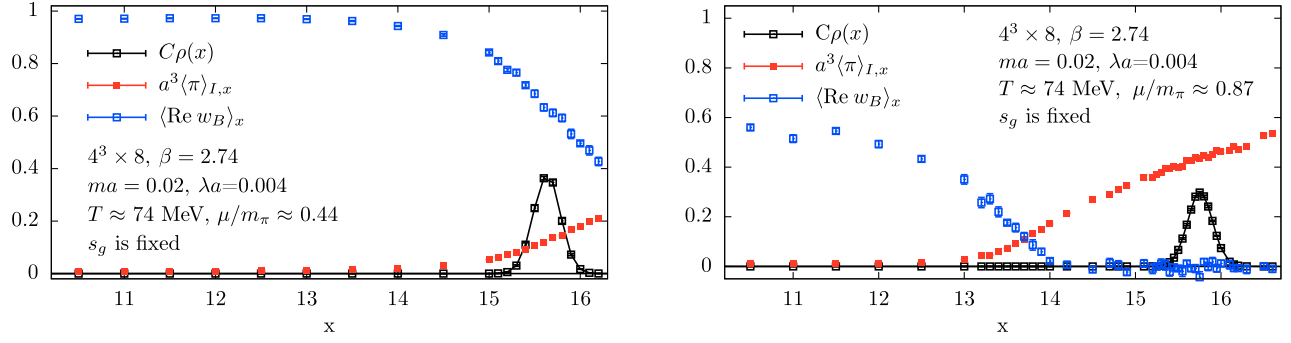 1
0.8
0.6
0.4
0.2
0
Cρ(x)
a³⟨π⟩_{I,x}
⟨Re w_B⟩_x
4³ × 8, β = 2.74
ma = 0.02, λa=0.004
T ≈ 74 MeV, μ/m_π ≈ 0.44
s_g is fixed
11 12 13 14 15 16
x
1
0.8
0.6
0.4
0.2
0
Cρ(x)
a³⟨π⟩_{I,x}
⟨Re w_B⟩_x
4³ × 8, β = 2.74
ma = 0.02, λa=0.004
T ≈ 74 MeV, μ/m_π ≈ 0.87
s_g is fixed
11 12 13 14 15 16
x